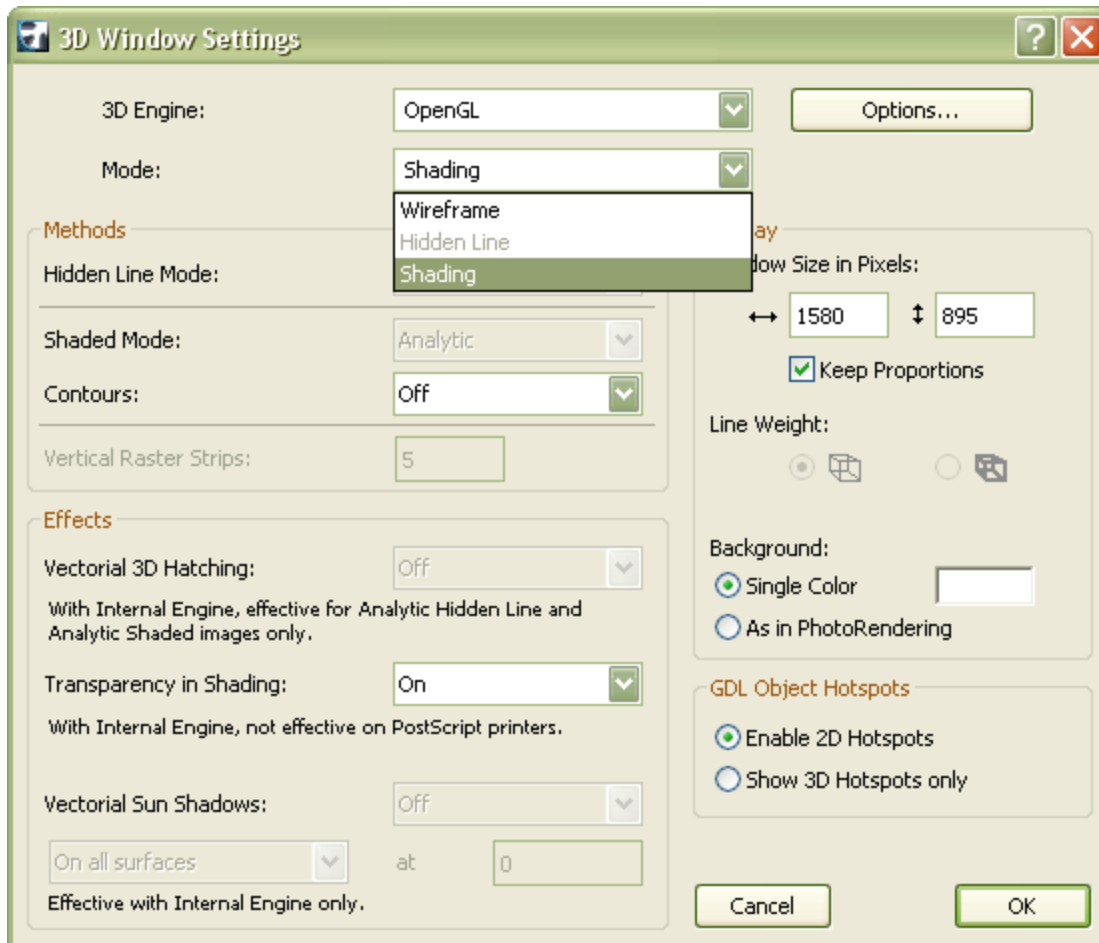 3D Window Settings
3D Engine:
OpenGL
Options...
Mode:
Shading
Wireframe
Hidden Line
Shading
Methods
Hidden Line Mode:
Shaded Mode:
Analytic
Contours:
Off
Vertical Raster Strips:
5
Effects
Vectorial 3D Hatching:
Off
With Internal Engine, effective for Analytic Hidden Line and
Analytic Shaded images only.
Transparency in Shading:
On
With Internal Engine, not effective on PostScript printers.
Vectorial Sun Shadows:
Off
On all surfaces
at
0
Effective with Internal Engine only.
ay
dow Size in Pixels:
1580
895
Keep Proportions
Line Weight:
Background:
Single Color
As in PhotoRendering
GDL Object Hotspots
Enable 2D Hotspots
Show 3D Hotspots only
Cancel
OK